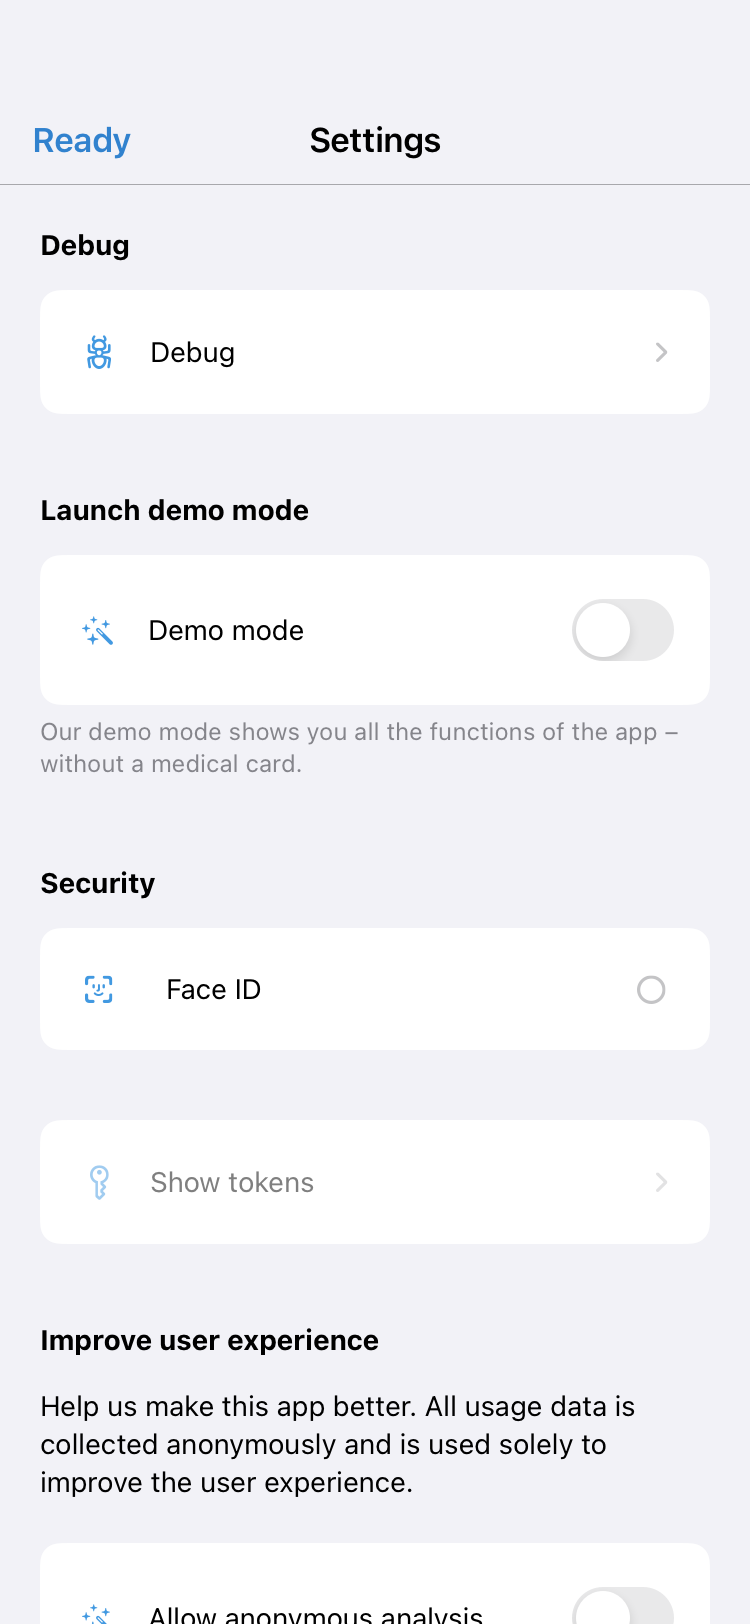 Ready
Settings
Debug
Debug
Launch demo mode
Demo mode
Our demo mode shows you all the functions of the app –
without a medical card.
Security
Face ID
Show tokens
Improve user experience
Help us make this app better. All usage data is
collected anonymously and is used solely to
improve the user experience.
Allow anonymous analysis